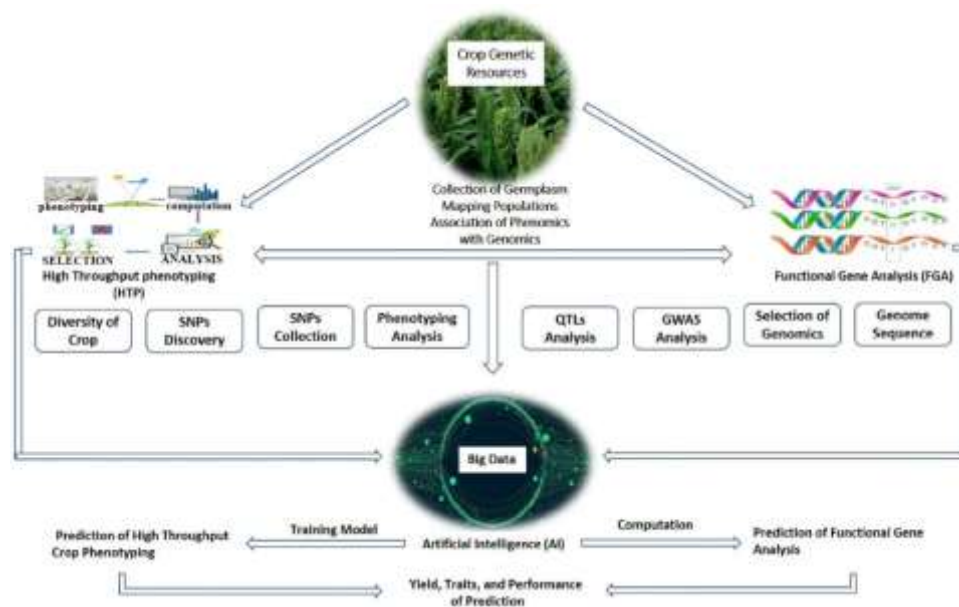 Crop Genetic
Resources
Collection of Germplasm
Mapping Populations
Association of Phenomics
with Genomics
phenotyping
computation
SELECTION
ANALYSIS
High Throughput phenotyping
(HTP)
Functional Gene Analysis (FGA)
Diversity of
Crop
SNPs
Discovery
SNPs
Collection
Phenotyping
Analysis
QTLs
Analysis
GWAS
Analysis
Selection of
Genomics
Genome
Sequence
Big Data
Prediction of High Throughput
Crop Phenotyping
Training Model
Artificial Intelligence (AI)
Computation
Prediction of Functional Gene
Analysis
Yield, Traits, and Performance
of Prediction